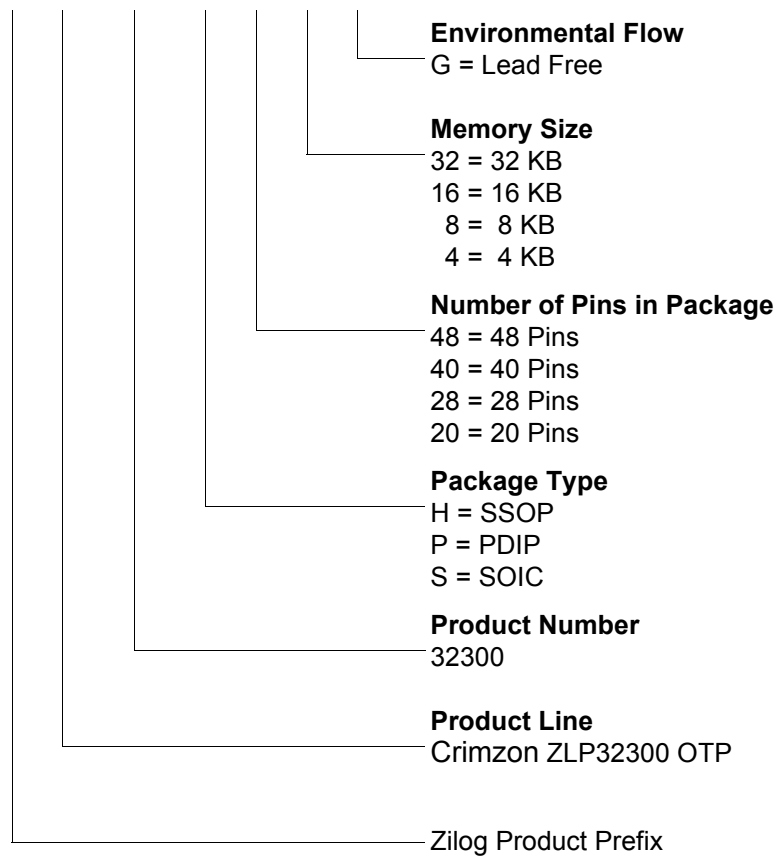 Environmental Flow
G = Lead Free
Memory Size
32 = 32 KB
16 = 16 KB
8 = 8 KB
4 = 4 KB
Number of Pins in Package
48 = 48 Pins
40 = 40 Pins
28 = 28 Pins
20 = 20 Pins
Package Type
H = SSOP
P = PDIP
S = SOIC
Product Number
32300
Product Line
Crimzon ZLP32300 OTP
Zilog Product Prefix